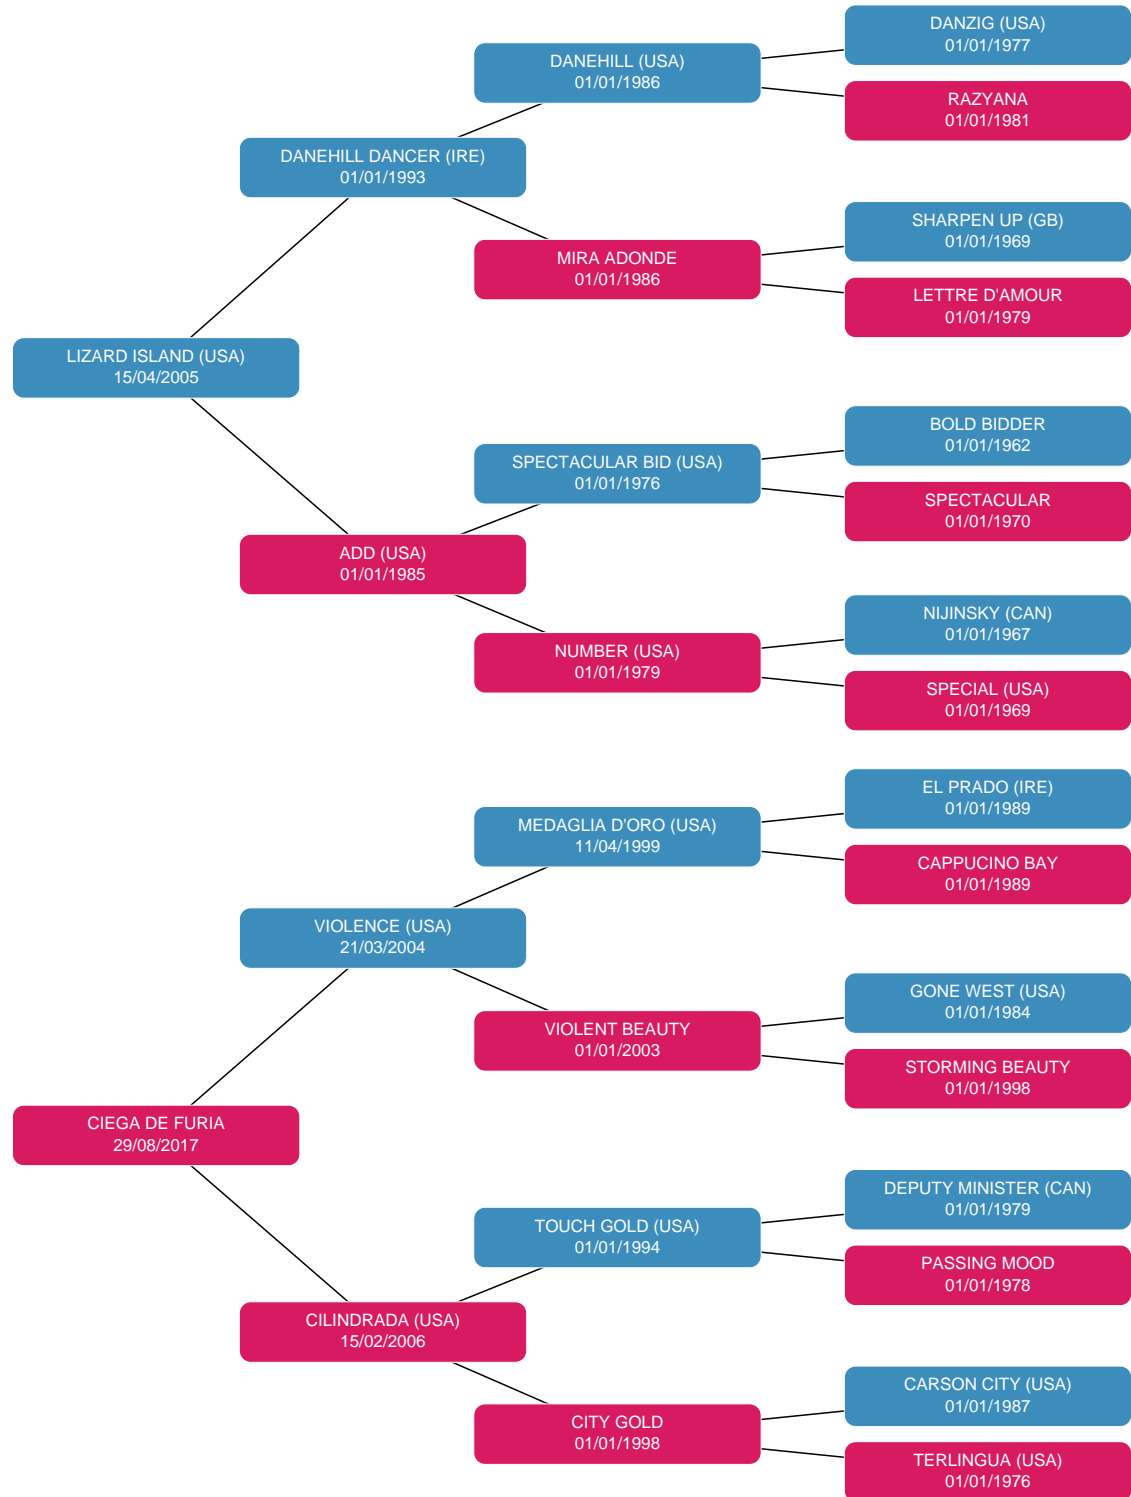 DANZIG (USA)
01/01/1977
DANEHILL (USA)
01/01/1986
RAZYANA
01/01/1981
DANEHILL DANCER (IRE)
01/01/1993
SHARPEN UP (GB)
01/01/1969
MIRA ADONDE
01/01/1986
LETTRE D'AMOUR
01/01/1979
LIZARD ISLAND (USA)
15/04/2005
BOLD BIDDER
01/01/1962
SPECTACULAR BID (USA)
01/01/1976
SPECTACULAR
01/01/1970
ADD (USA)
01/01/1985
NIJINSKY (CAN)
01/01/1967
NUMBER (USA)
01/01/1979
SPECIAL (USA)
01/01/1969
EL PRADO (IRE)
01/01/1989
MEDAGLIA D'ORO (USA)
11/04/1999
CAPPUCINO BAY
01/01/1989
VIOLENCE (USA)
21/03/2004
GONE WEST (USA)
01/01/1984
VIOLENT BEAUTY
01/01/2003
STORMING BEAUTY
01/01/1998
CIEGA DE FURIA
29/08/2017
DEPUTY MINISTER (CAN)
01/01/1979
TOUCH GOLD (USA)
01/01/1994
PASSING MOOD
01/01/1978
CILINDRADA (USA)
15/02/2006
CARSON CITY (USA)
01/01/1987
CITY GOLD
01/01/1998
TERLINGUA (USA)
01/01/1976